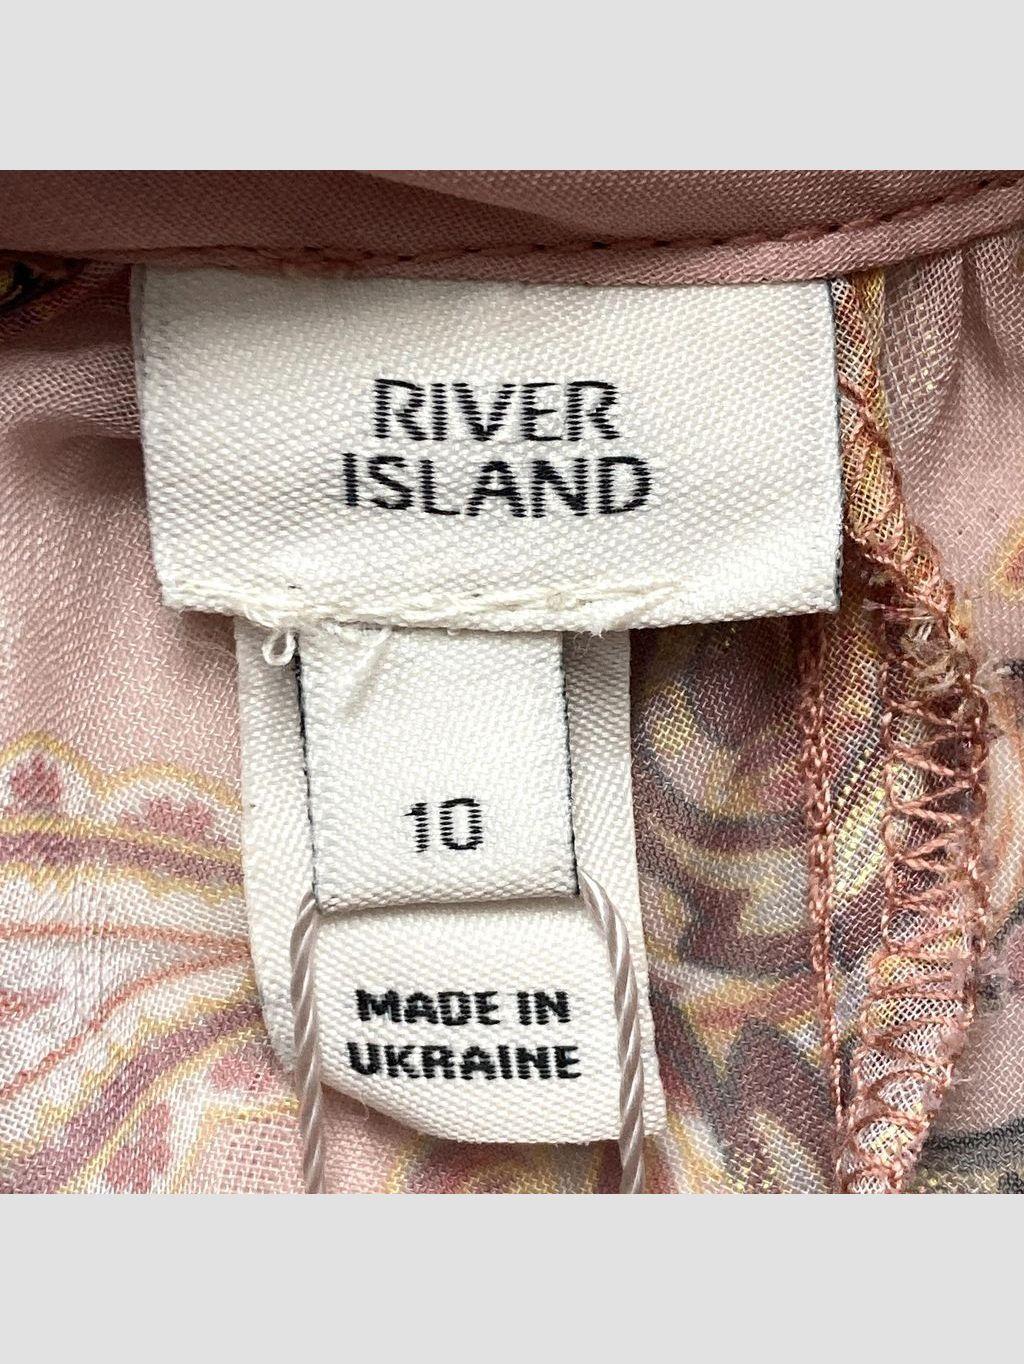 RIVER
ISLAND
10
MADE IN
UKRAINE